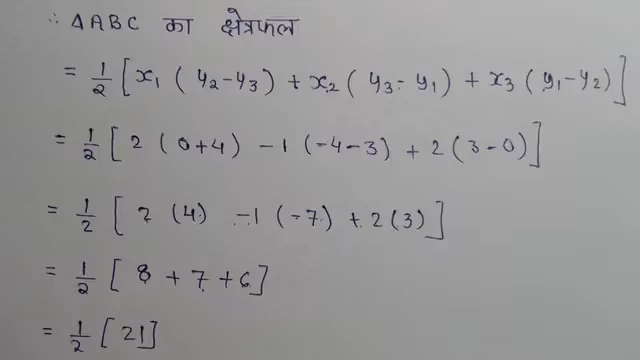 ∴ ΔABC का क्षेत्रफल
= 1/2 [ x₁ ( y₂ - y₃ ) + x₂ ( y₃ - y₁ ) + x₃ ( y₁ - y₂ ) ]
= 1/2 [ 2 ( 0+4 ) - 1 ( -4 - 3 ) + 2 ( 3 - 0 ) ]
= 1/2 [ 2 (4) - 1 ( -7 ) + 2 (3) ]
= 1/2 [ 8 + 7 + 6 ]
= 1/2 [ 21 ]